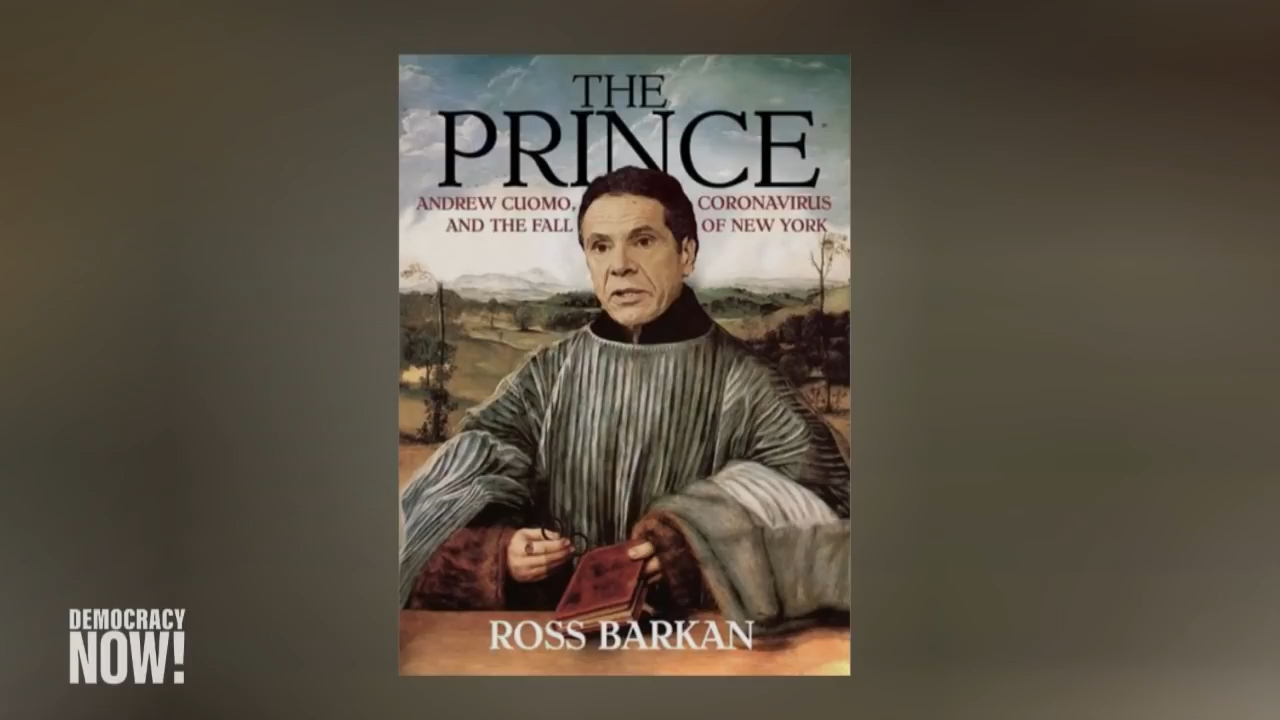 THE
PRINCE
ANDREW CUOMO, CORONAVIRUS
AND THE FALL OF NEW YORK
ROSS BARKAN
DEMOCRACY
NOW!